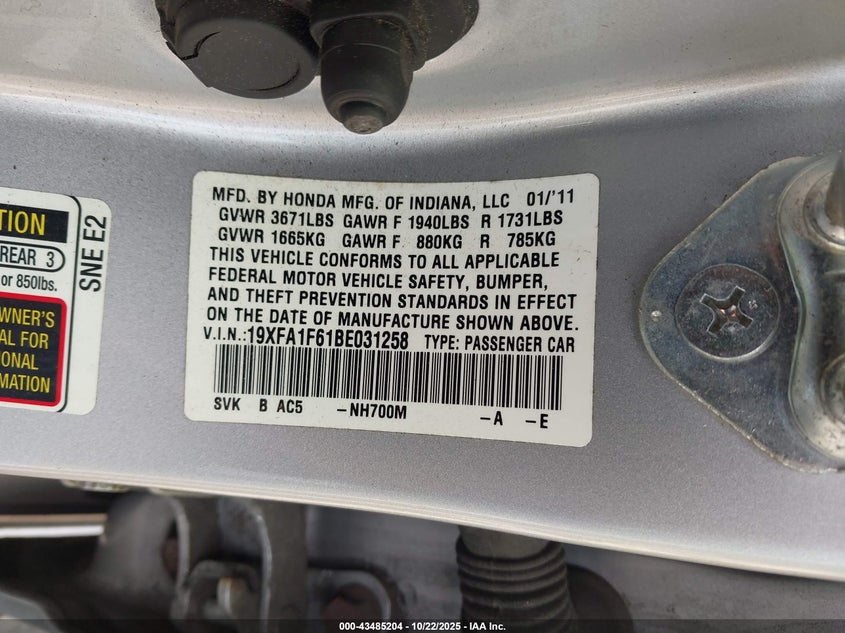 MFD. BY HONDA MFG. OF INDIANA, LLC 01/'11
GVWR 3671LBS GAWR F 1940LBS R 1731LBS
GVWR 1665KG GAWR F 880KG R 785KG
THIS VEHICLE CONFORMS TO ALL APPLICABLE
FEDERAL MOTOR VEHICLE SAFETY, BUMPER,
AND THEFT PREVENTION STANDARDS IN EFFECT
ON THE DATE OF MANUFACTURE SHOWN ABOVE.
V.I.N.:19XFA1F61BE031258 TYPE: PASSENGER CAR
SVK B AC5 -NH700M -A -E
TION
REAR 3
or 850lbs.
OWNER'S
AL FOR
IONAL
RMATION
SNE E2
000-43485204 - 10/22/2025 - IAA Inc.